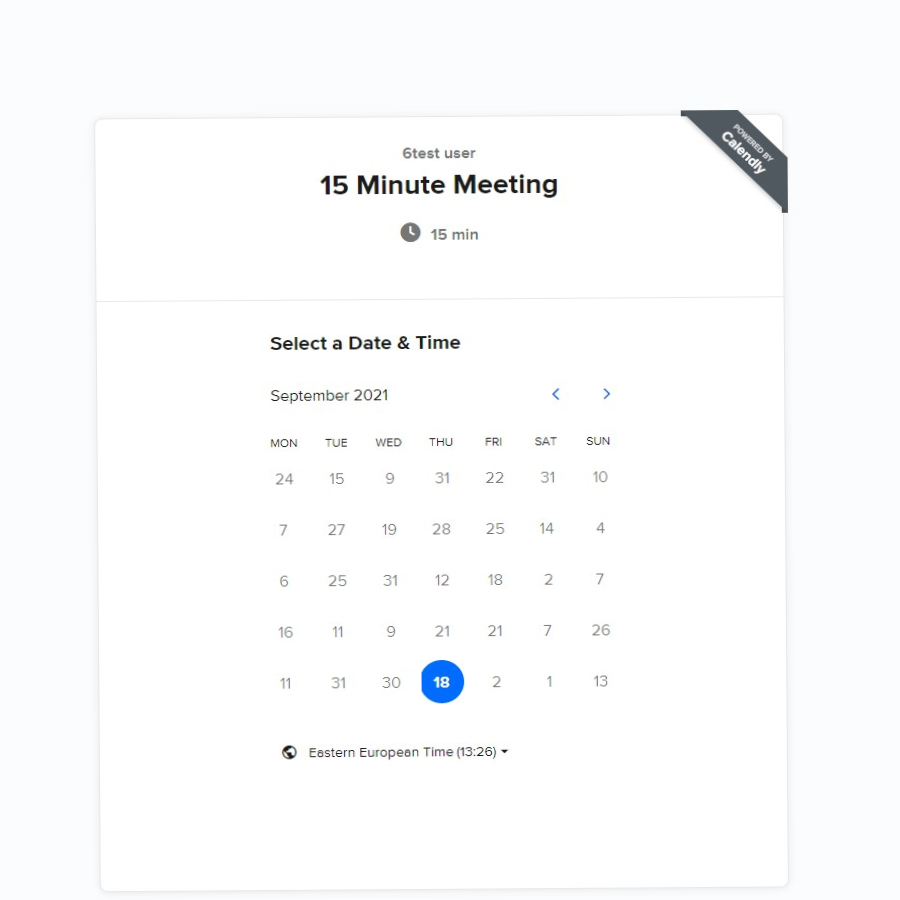 POWERED BY
Calendly
6test user
15 Minute Meeting
15 min
Select a Date & Time
September 2021
MON TUE WED THU FRI SAT SUN
24 15 9 31 22 31 10
7 27 19 28 25 14 4
6 25 31 12 18 2 7
16 11 9 21 21 7 26
11 31 30 18 2 1 13
Eastern European Time (13:26)